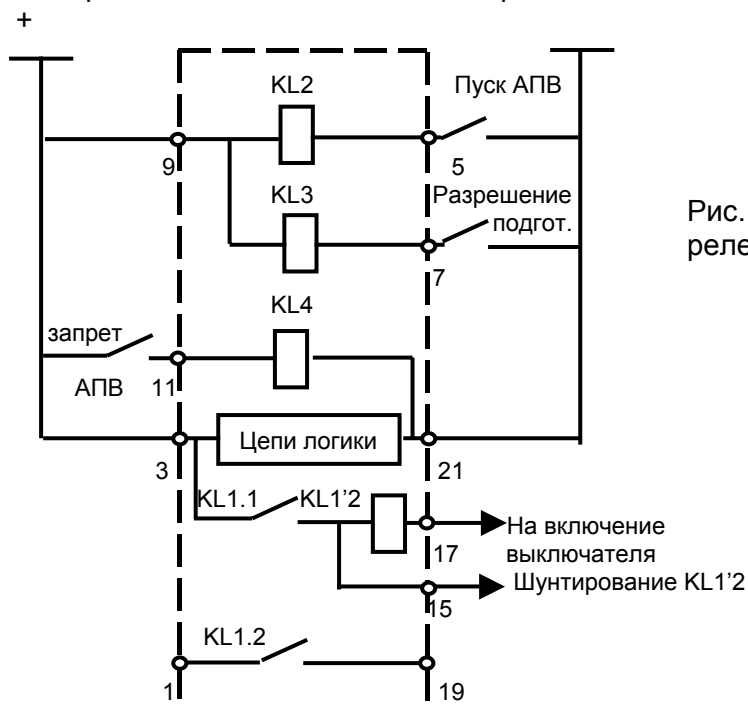 +
KL2
Пуск АПВ
9
5
KL3
Разрешение
подгот.
Рис.
реле
7
KL4
запрет
АПВ
11
Цепи логики
3
21
KL1.1
KL1'2
На включение
выключателя
17
Шунтирование KL1'2
15
KL1.2
1
19